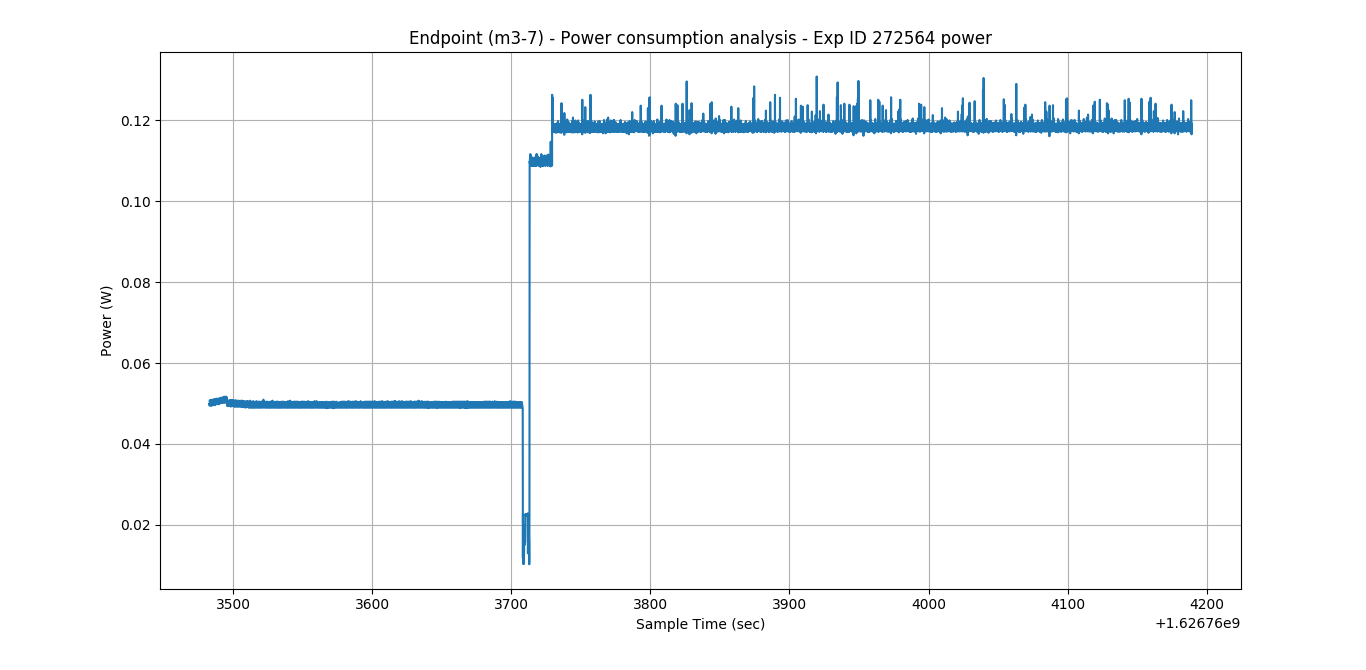 Endpoint (m3-7) - Power consumption analysis - Exp ID 272564 power
0.12
0.10
0.08
0.06
0.04
0.02
Power (W)
3500 3600 3700 3800 3900 4000 4100 4200
Sample Time (sec)
+1.62676e9